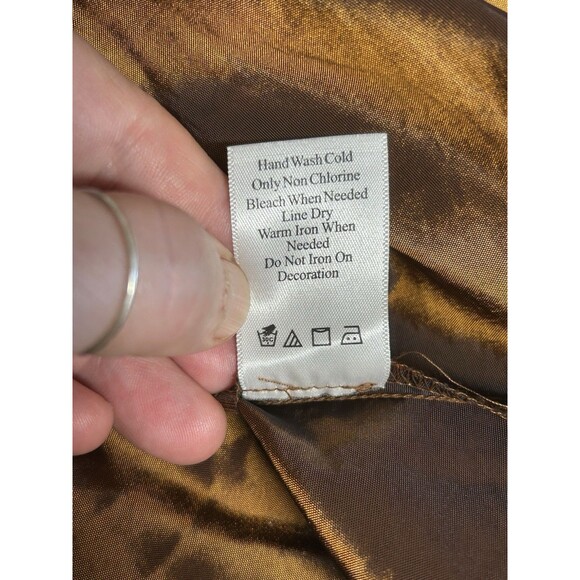 Hand Wash Cold
Only Non Chlorine
Bleach When Needed
Line Dry
Warm Iron When
Needed
Do Not Iron On
Decoration